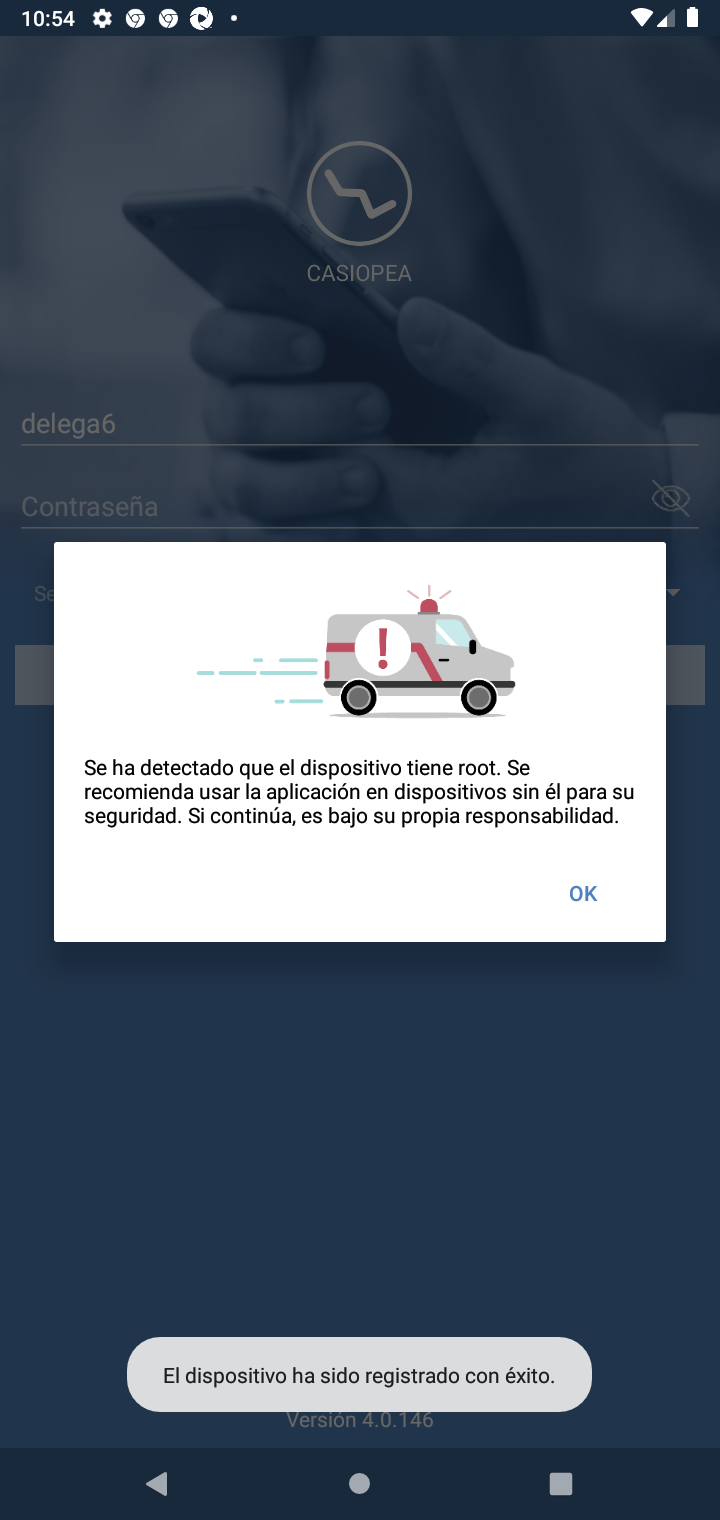 10:54
CASIOPEA
delega6
Contraseña
Se
Se ha detectado que el dispositivo tiene root. Se
recomienda usar la aplicación en dispositivos sin él para su
seguridad. Si continúa, es bajo su propia responsabilidad.
OK
El dispositivo ha sido registrado con éxito.
Versión 4.0.146